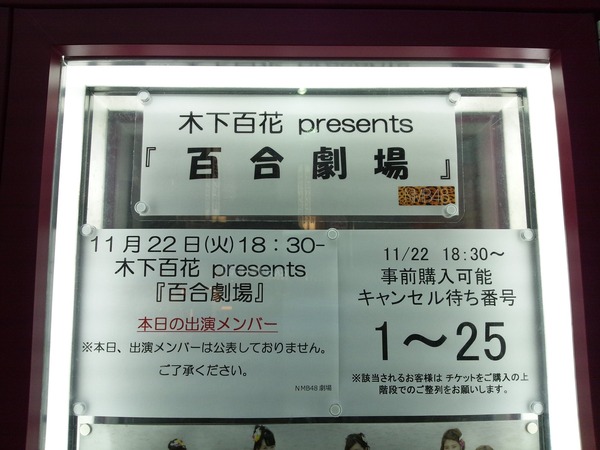 木下百花 presents
『百合劇場』
NMB48
11月22日(火)18：30-
木下百花 presents
『百合劇場』
本日の出演メンバー
※本日、出演メンバーは公表しておりません。
ご了承ください。
NMB48劇場
11/22 18:30～
事前購入可能
キャンセル待ち番号
1～25
※該当されるお客様は チケットをご購入の上
階段でのご整列をお願いします。